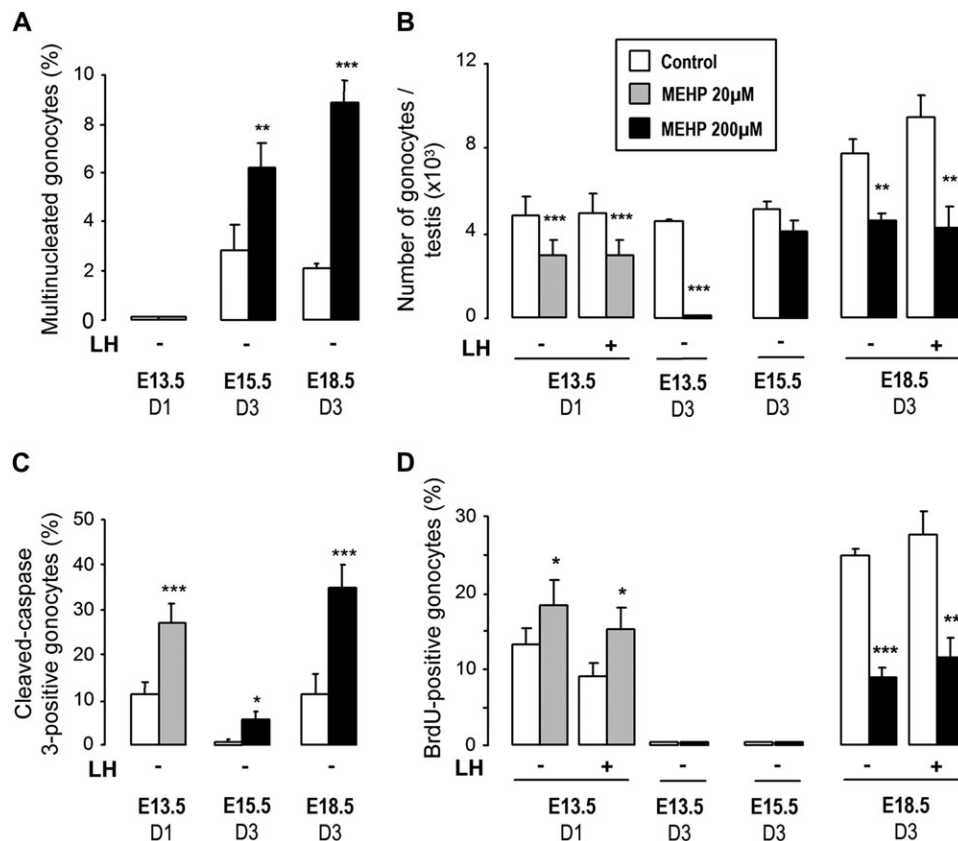 A
Multinucleated gonocytes (%)
10
8
6
4
2
0
**
***
LH - - -
E13.5 E15.5 E18.5
D1 D3 D3
B
Number of gonocytes /
testis (x10³)
12
8
4
0
Control
MEHP 20µM
MEHP 200µM
*** *** *** ** **
LH - + - - - +
E13.5 E13.5 E15.5 E18.5
D1 D3 D3 D3
C
Cleaved-caspase
3-positive gonocytes (%)
50
40
30
20
10
0
*** * ***
LH - - -
E13.5 E15.5 E18.5
D1 D3 D3
D
BrdU-positive gonocytes (%)
30
20
10
0
* * *** **
LH - + - - - +
E13.5 E13.5 E15.5 E18.5
D1 D3 D3 D3